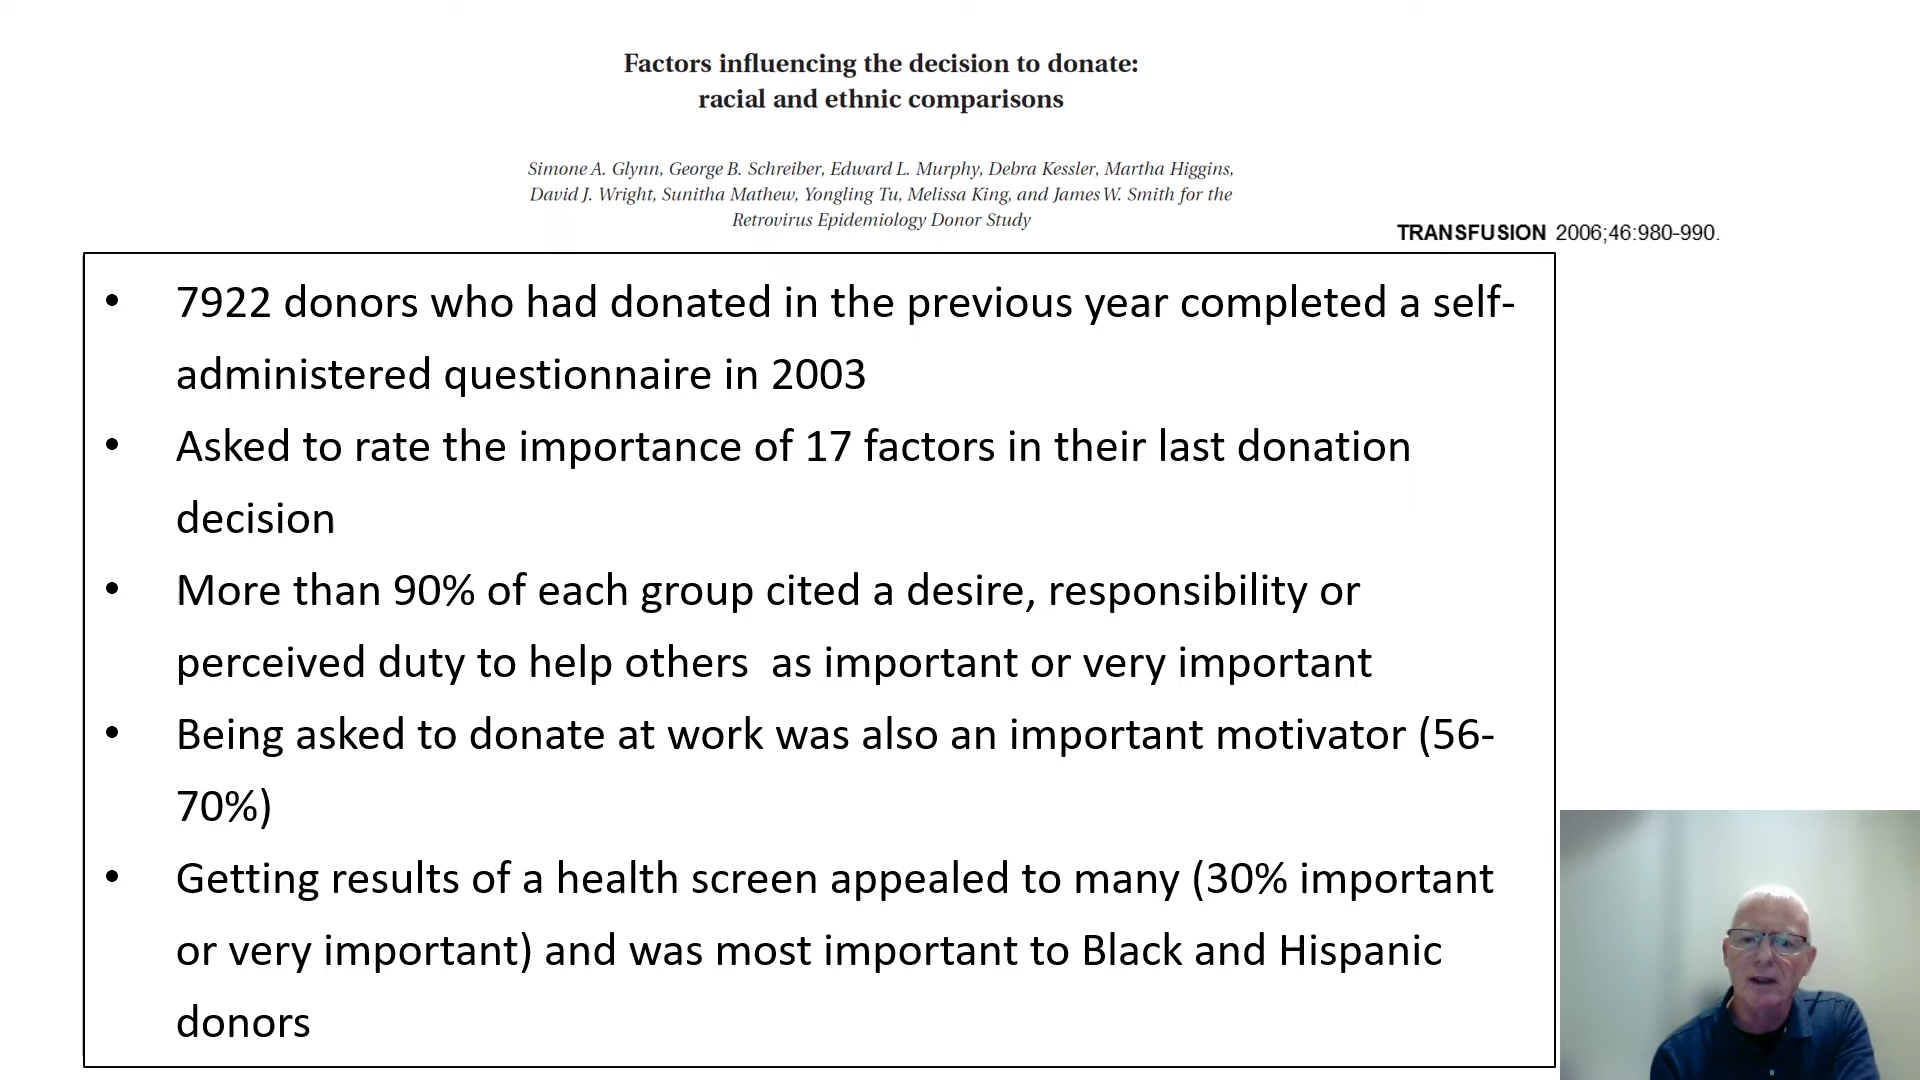 Factors influencing the decision to donate:
racial and ethnic comparisons
Simone A. Glynn, George B. Schreiber, Edward L. Murphy, Debra Kessler, Martha Higgins,
David J. Wright, Sunitha Mathew, Yongling Tu, Melissa King, and James W. Smith for the
Retrovirus Epidemiology Donor Study
TRANSFUSION 2006;46:980-990.
• 7922 donors who had donated in the previous year completed a self-
administered questionnaire in 2003
• Asked to rate the importance of 17 factors in their last donation
decision
• More than 90% of each group cited a desire, responsibility or
perceived duty to help others  as important or very important
• Being asked to donate at work was also an important motivator (56-
70%)
• Getting results of a health screen appealed to many (30% important
or very important) and was most important to Black and Hispanic
donors